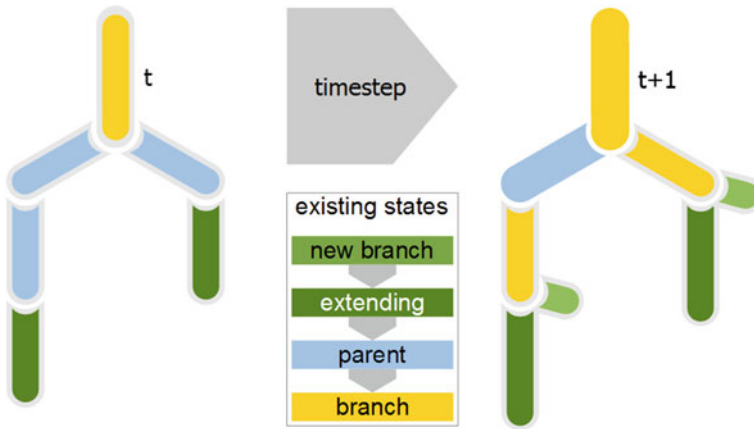 t
timestep
t+1
existing states
new branch
extending
parent
branch